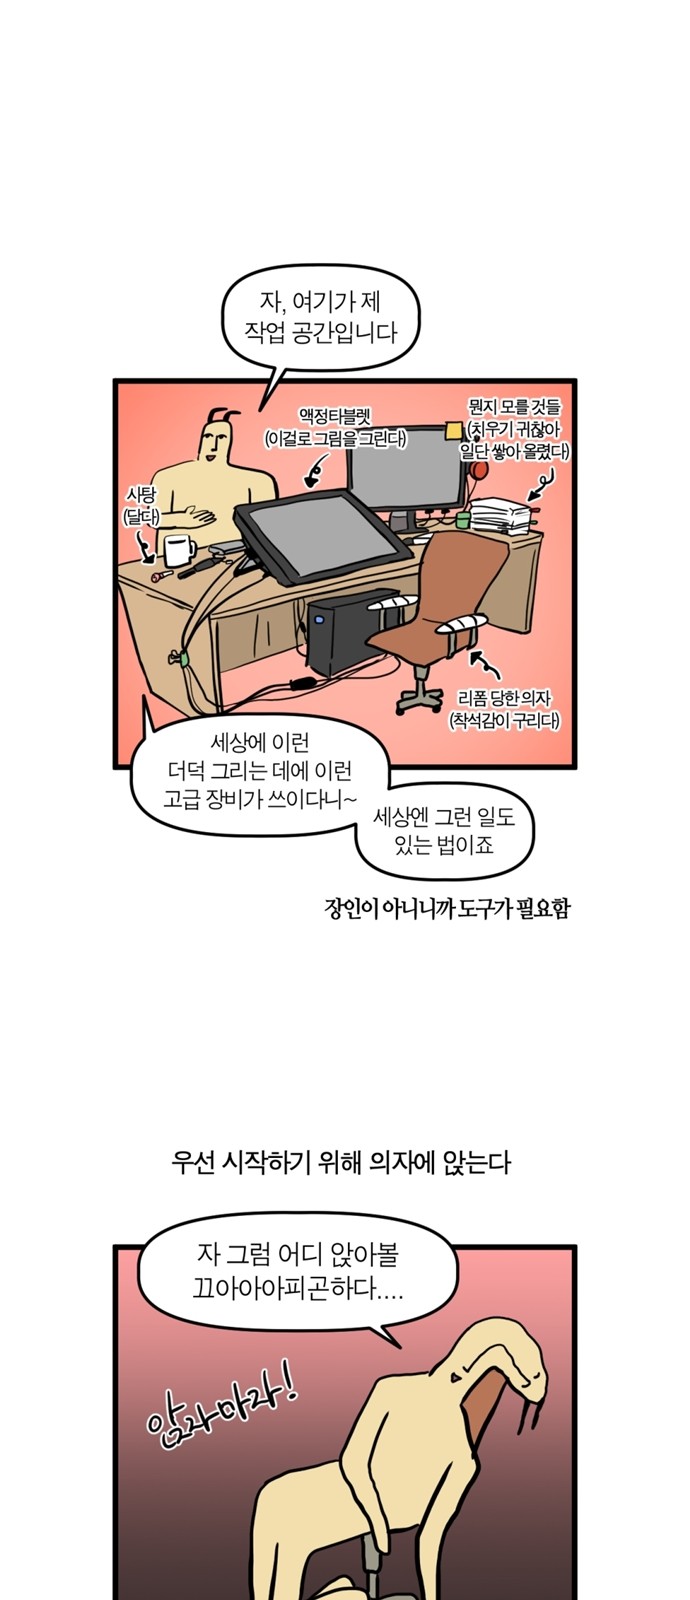 자, 여기가 제
작업 공간입니다
액정타블렛
(이걸로 그림을 그린다)
뭔지 모를 것들
(치우기 귀찮아
일단 쌓아 올렸다)
사탕
(달다)
리폼 당한 의자
(착석감이 구리다)
세상에 이런
더덕 그리는 데에 이런
고급 장비가 쓰이다니~
세상엔 그런 일도
있는 법이죠
장인이 아니니까 도구가 필요함
우선 시작하기 위해 의자에 앉는다
자 그럼 어디 앉아볼
끄아아아피곤하다....
앉자마자!